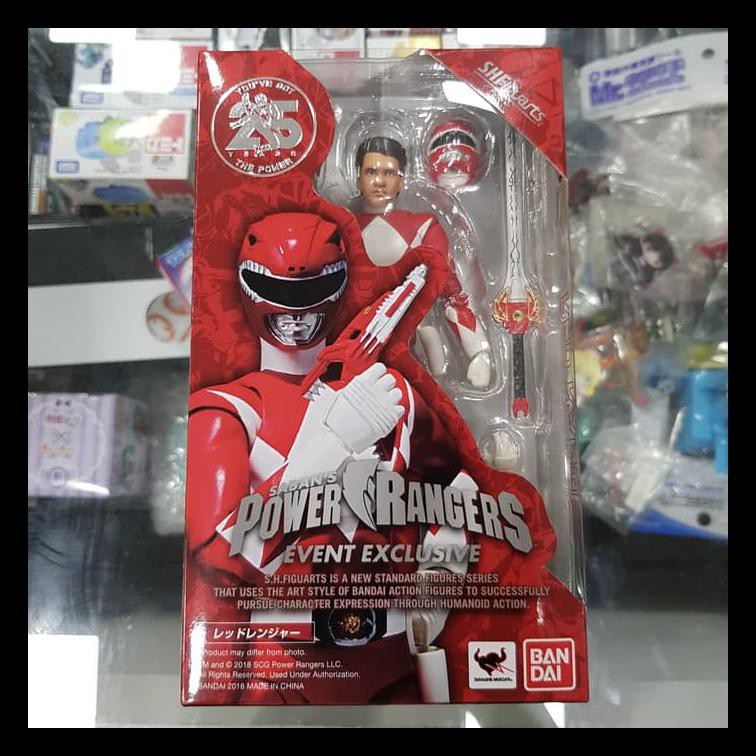 YOU'VE GOT
25
YEARS
THE POWER
S.H.Figuarts
SABAN'S
POWER RANGERS
EVENT EXCLUSIVE
S.H.FIGUARTS IS A NEW STANDARD FIGURES SERIES
THAT USES THE ART STYLE OF BANDAI ACTION FIGURES TO SUCCESSFULLY
PURSUE CHARACTER EXPRESSION THROUGH HUMANOID ACTION.
レッドレンジャー
Product may differ from photo.
TM and © 2018 SCG Power Rangers LLC.
All Rights Reserved. Used Under Authorization.
BANDAI 2018 MADE IN CHINA
TAMASHII NATIONS
BAN
DAI